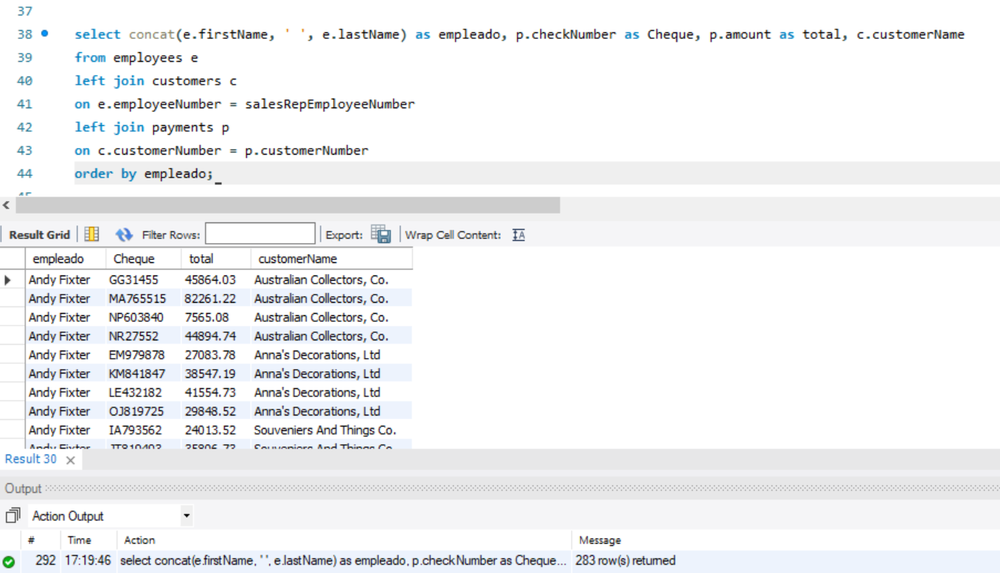 37
38 select concat(e.firstName, ' ', e.lastName) as empleado, p.checkNumber as Cheque, p.amount as total, c.customerName
39 from employees e
40 left join customers c
41 on e.employeeNumber = salesRepEmployeeNumber
42 left join payments p
43 on c.customerNumber = p.customerNumber
44 order by empleado;
Result Grid Filter Rows: Export: Wrap Cell Content:
empleado Cheque total customerName
Andy Fixter GG31455 45864.03 Australian Collectors, Co.
Andy Fixter MA765515 82261.22 Australian Collectors, Co.
Andy Fixter NP603840 7565.08 Australian Collectors, Co.
Andy Fixter NR27552 44894.74 Australian Collectors, Co.
Andy Fixter EM979878 27083.78 Anna's Decorations, Ltd
Andy Fixter KM841847 38547.19 Anna's Decorations, Ltd
Andy Fixter LE432182 41554.73 Anna's Decorations, Ltd
Andy Fixter OJ819725 29848.52 Anna's Decorations, Ltd
Andy Fixter IA793562 24013.52 Souveniers And Things Co.
Andy Fixter Souveniers And Things Co.
Result 30
Output
Action Output
# Time Action Message
292 17:19:46 select concat(e.firstName, ' ', e.lastName) as empleado, p.checkNumber as Cheque... 283 row(s) returned